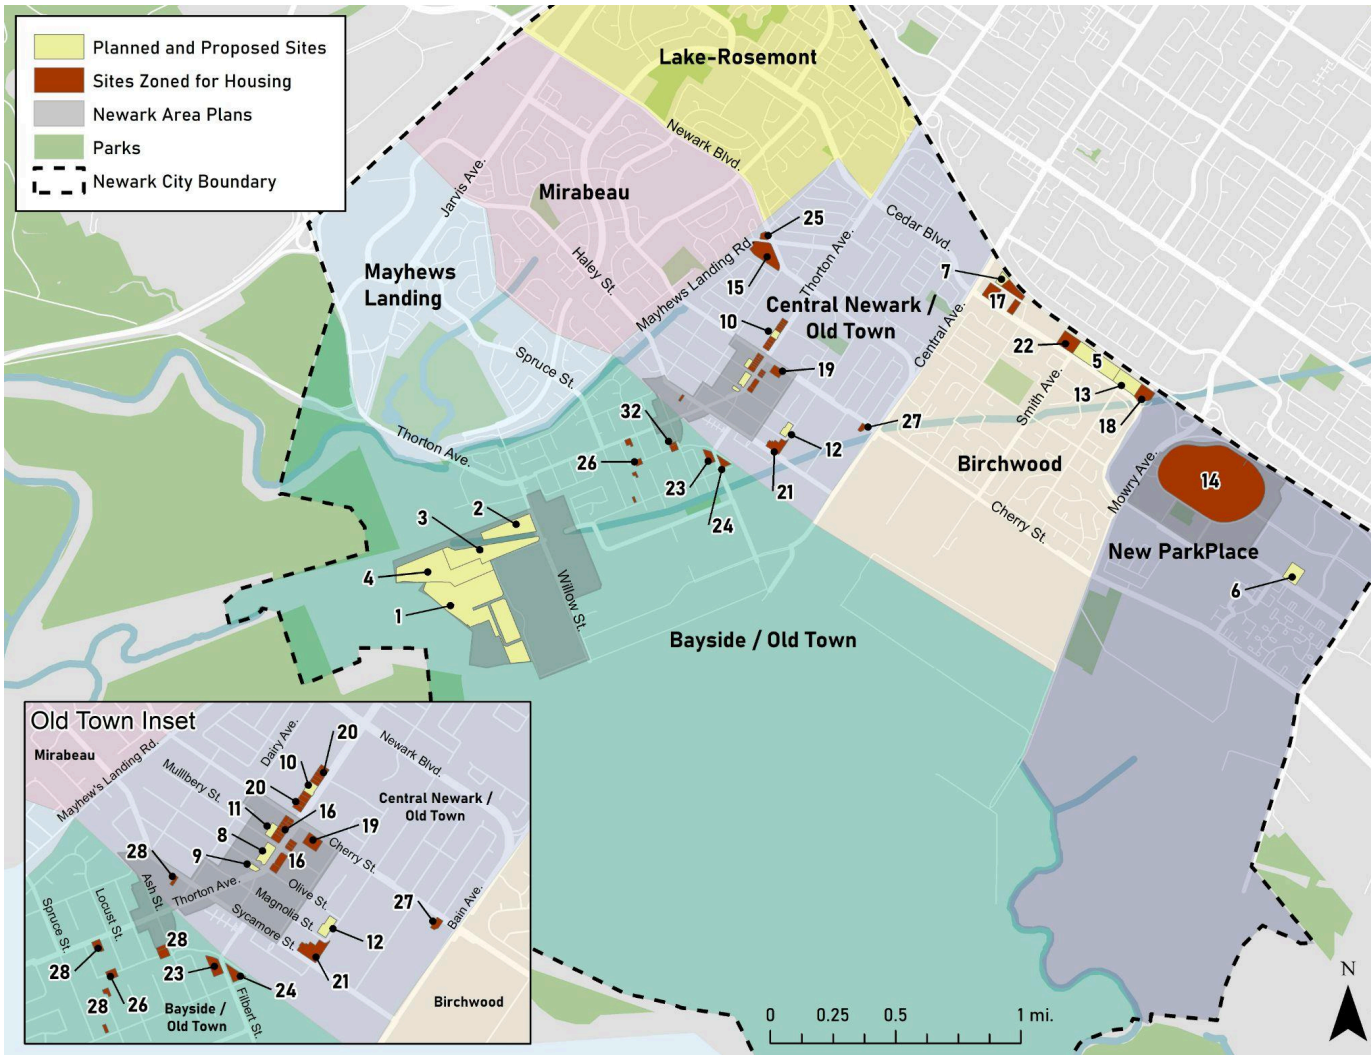 Planned and Proposed Sites
Sites Zoned for Housing
Newark Area Plans
Parks
Newark City Boundary
Lake-Rosemont
Newark Blvd.
Jarvis Ave.
Mirabeau
25
Cedar Blvd.
Mayhews
Landing
Haley St.
Mayhews Landing Rd.
Thorton Ave.
15
7
17
Central Newark /
Old Town
10
Central Ave.
22
5
Spruce St.
19
13
Smith Ave.
18
32
27
Thorton Ave.
12
26
Birchwood
Mowry Ave.
14
23
24
21
2
Cherry St.
3
New ParkPlace
4
6
1
Willow St.
Bayside / Old Town
Old Town Inset
Mirabeau
Mayhew's Landing Rd.
Dairy Ave.
20
Newark Blvd.
Mullibery St.
10
20
Central Newark /
Old Town
11
16
8
19
9
16
Cherry St.
28
Ash St.
Thorton Ave.
Olive St.
Magnolia St.
Sycamore St.
27
Bain Ave.
Spruce St.
Locust St.
12
28
28
23
24
21
26
28
Filbert St.
Bayside /
Old Town
Birchwood
N
0
0.25
0.5
1 mi.